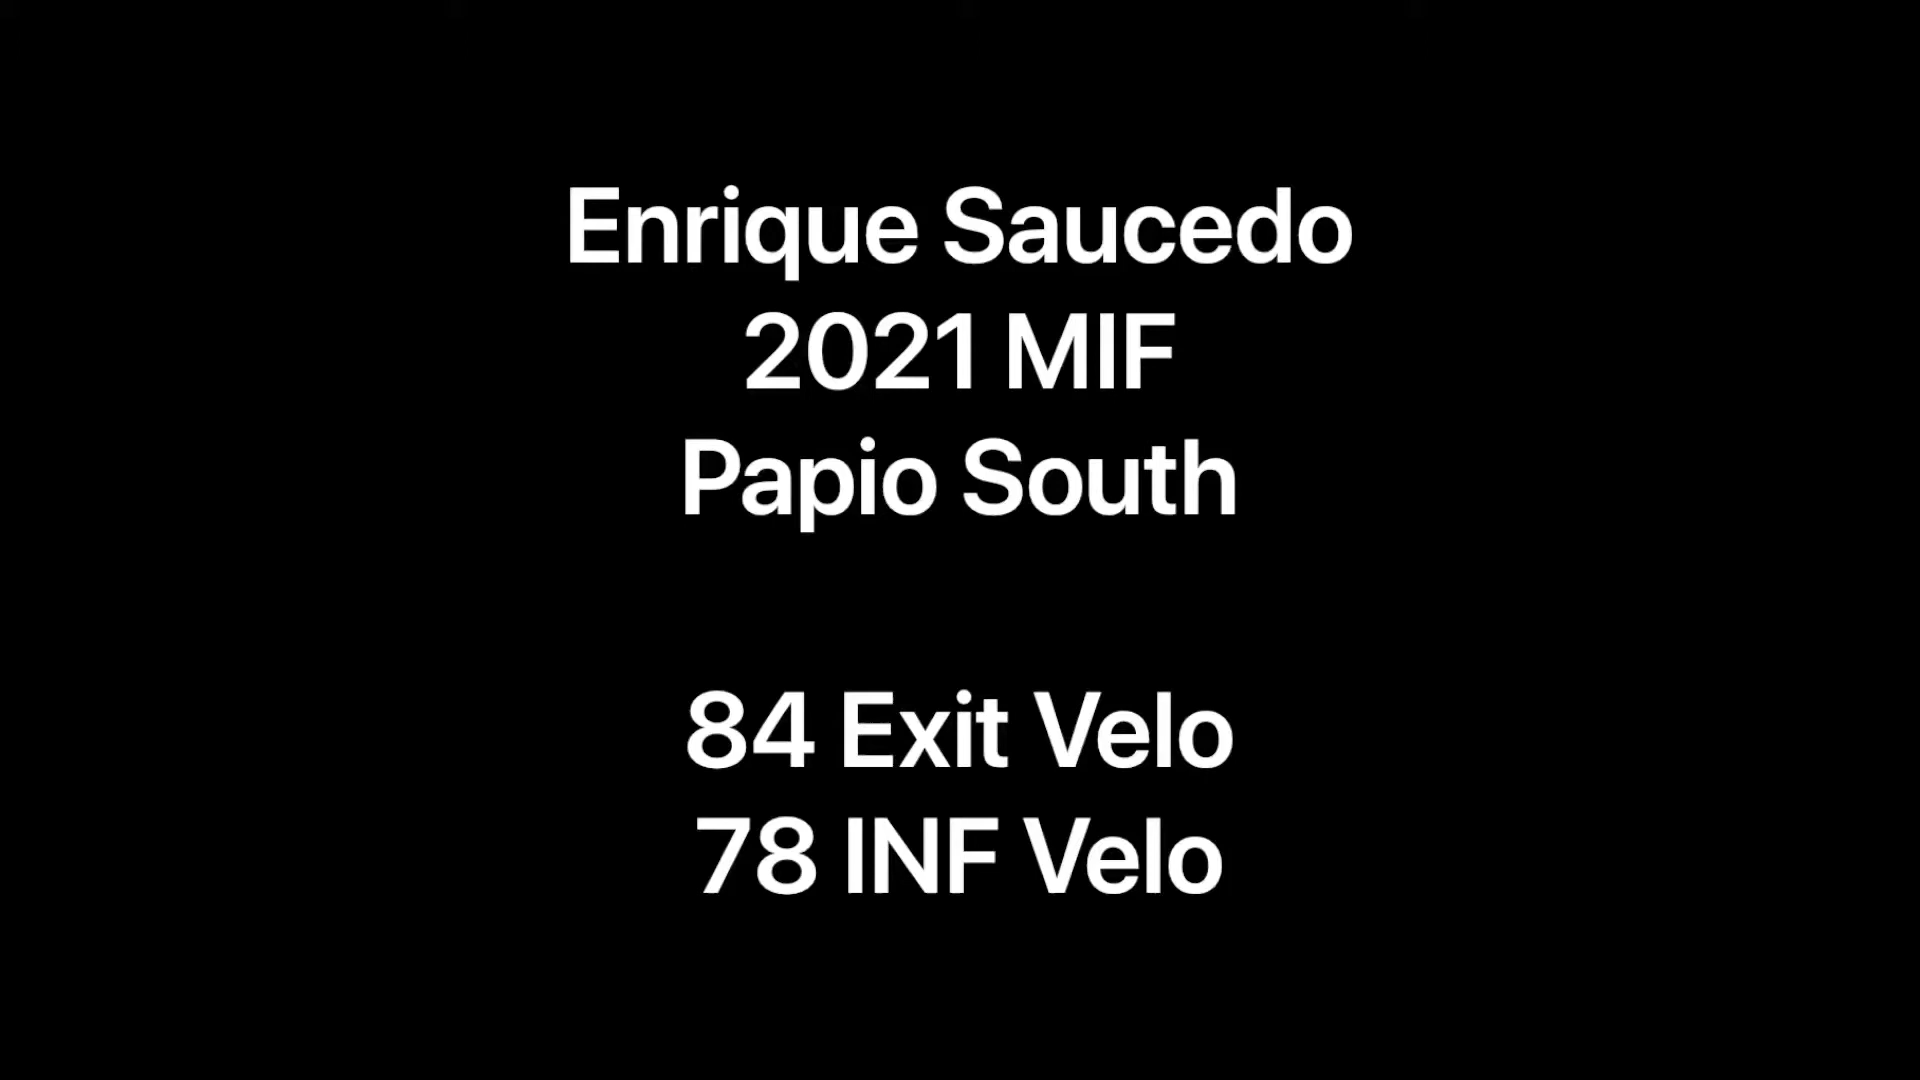 Enrique Saucedo
2021 MIF
Papio South
84 Exit Velo
78 INF Velo